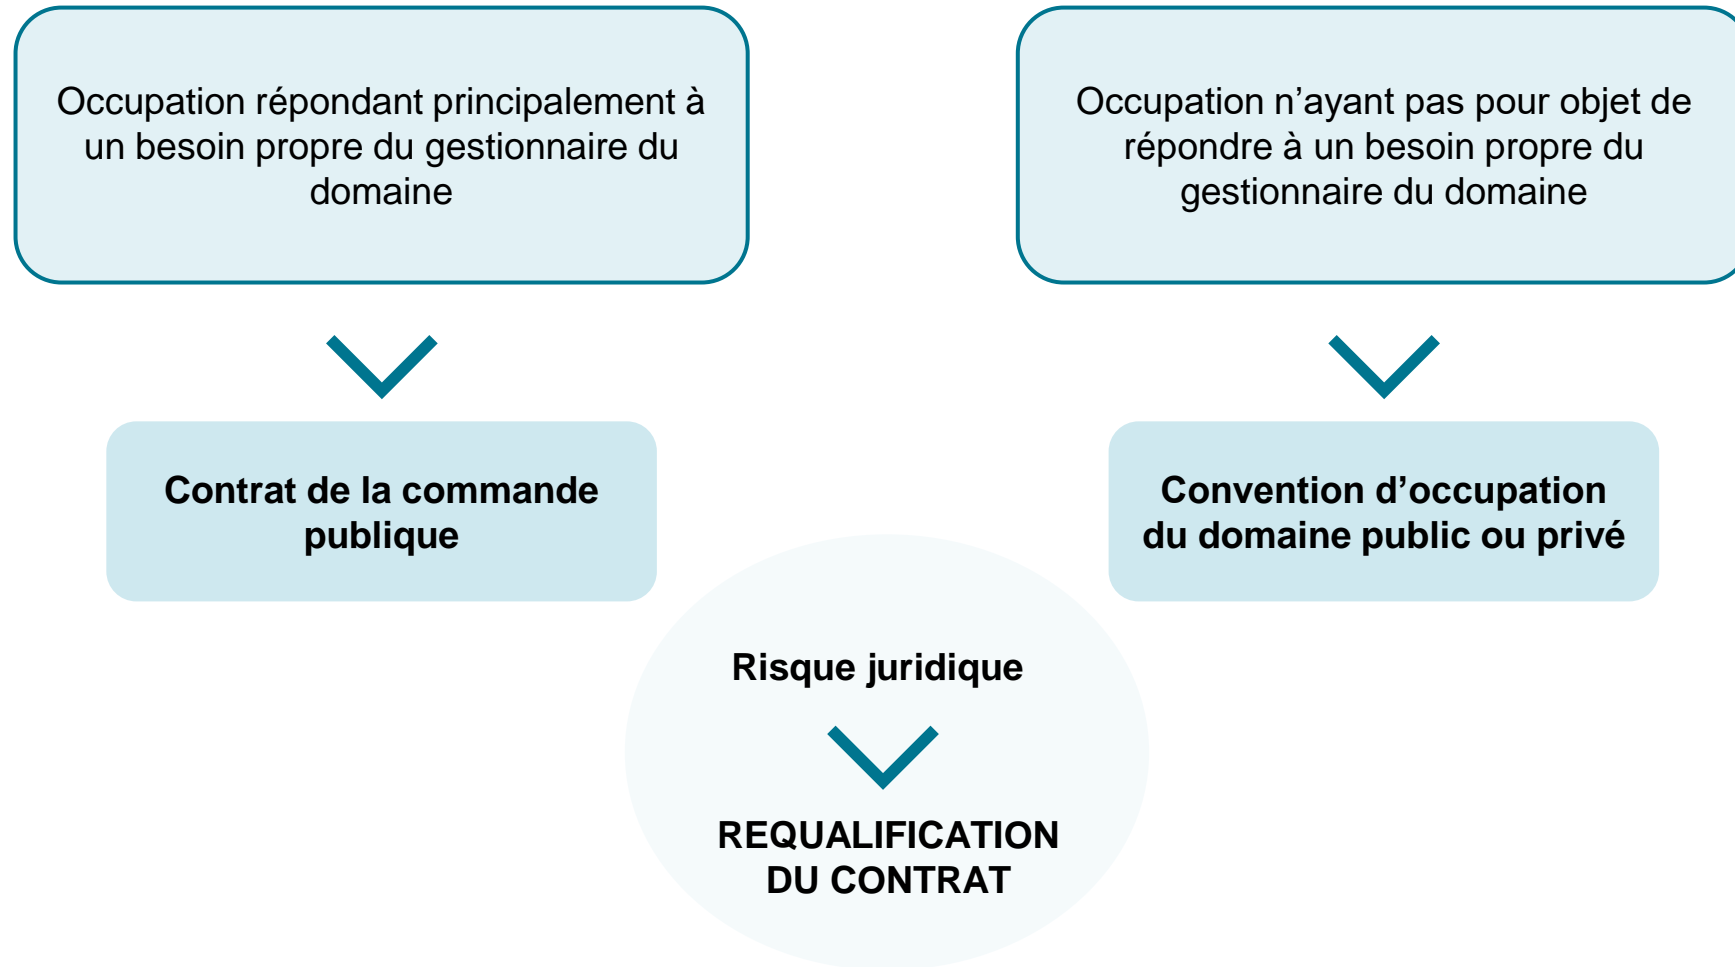 Occupation répondant principalement à
un besoin propre du gestionnaire du
domaine
Occupation n’ayant pas pour objet de
répondre à un besoin propre du
gestionnaire du domaine
Contrat de la commande
publique
Convention d’occupation
du domaine public ou privé
Risque juridique
REQUALIFICATION
DU CONTRAT